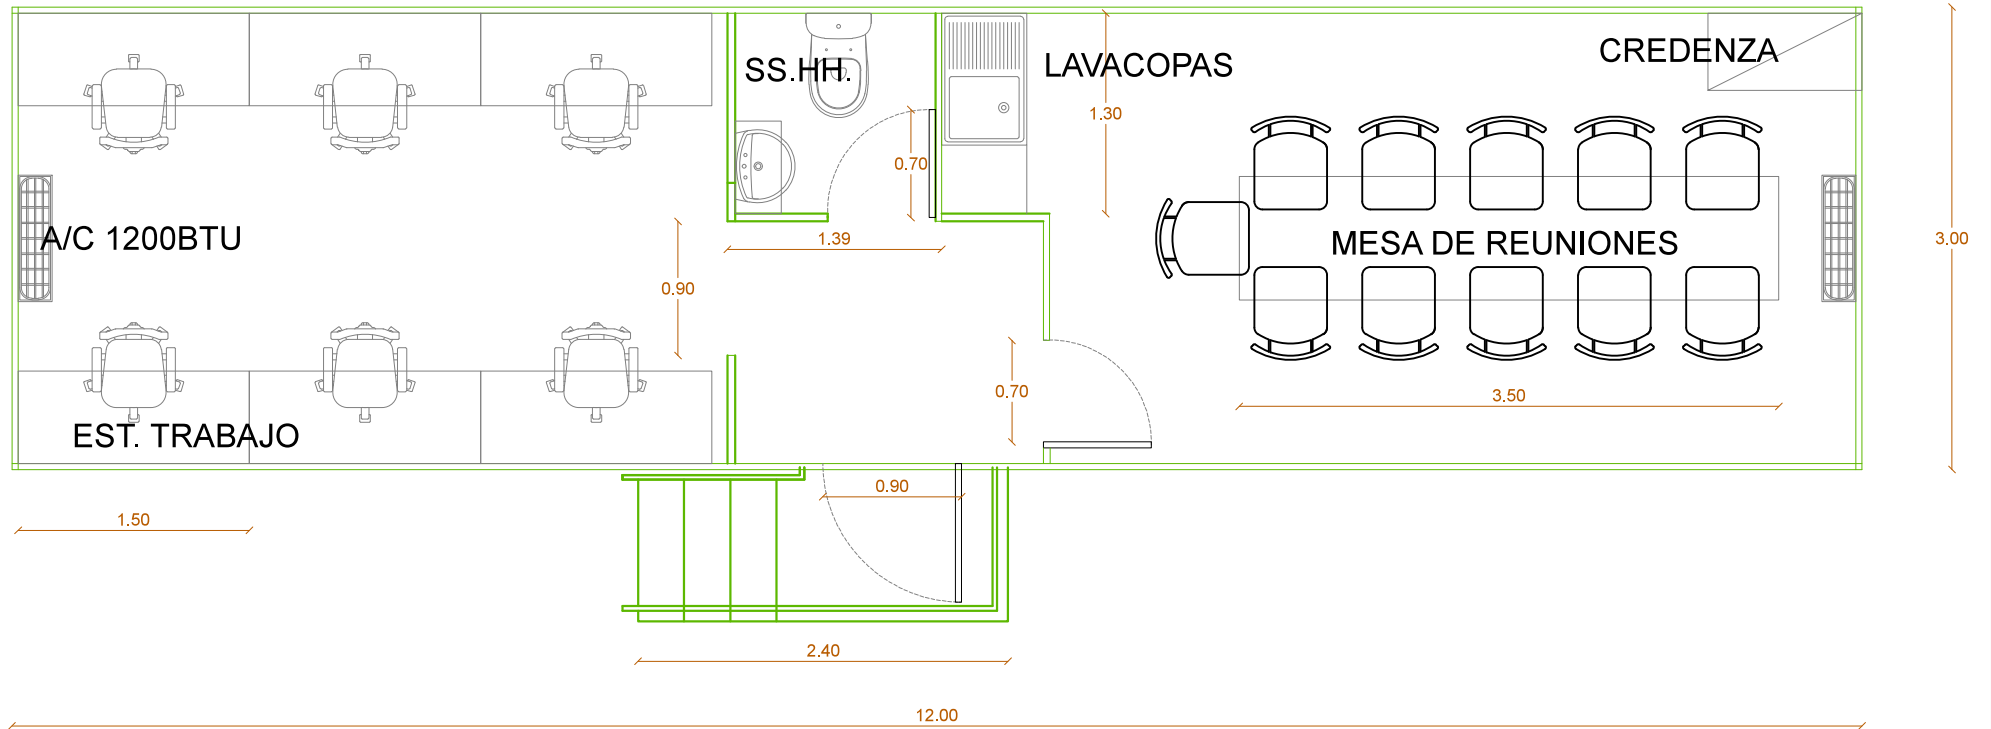 CREDENZA
SS.HH.
LAVACOPAS
1.30
0.70
A/C 1200BTU
1.39
MESA DE REUNIONES
3.00
0.90
0.70
3.50
EST. TRABAJO
0.90
1.50
2.40
12.00